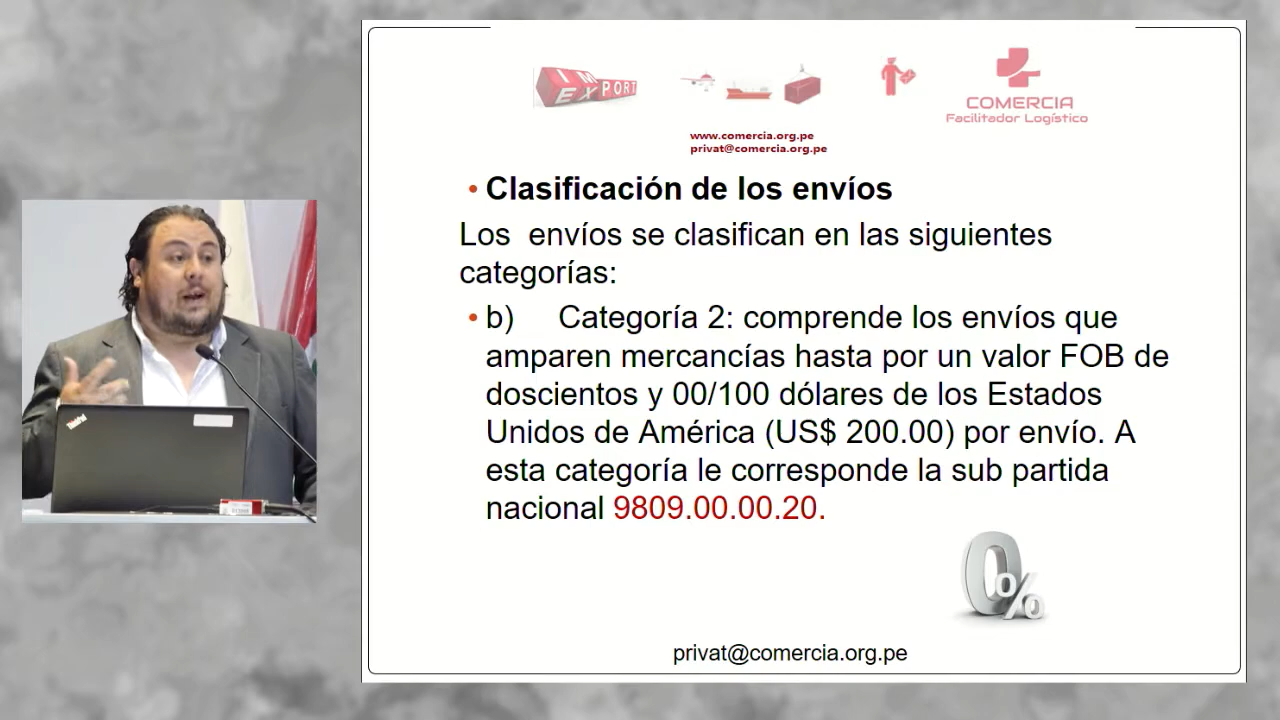 IM
EXPORT
COMERCIA
Facilitador Logístico
www.comercia.org.pe
privat@comercia.org.pe
• Clasificación de los envíos
Los  envíos se clasifican en las siguientes
categorías:
• b) Categoría 2: comprende los envíos que
amparen mercancías hasta por un valor FOB de
doscientos y 00/100 dólares de los Estados
Unidos de América (US$ 200.00) por envío. A
esta categoría le corresponde la sub partida
nacional 9809.00.00.20.
0%
privat@comercia.org.pe
ThinkPad